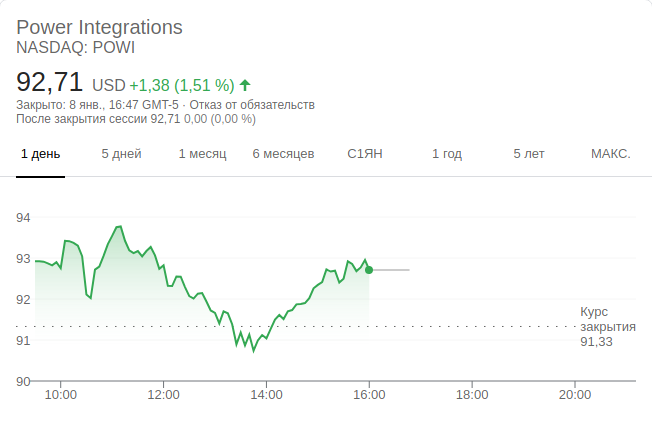 Power Integrations
NASDAQ: POWI
92,71 USD +1,38 (1,51 %)
Закрыто: 8 янв., 16:47 GMT-5 · Отказ от обязательств
После закрытия сессии 92,71 0,00 (0,00 %)
1 день 5 дней 1 месяц 6 месяцев С1ЯН 1 год 5 лет МАКС.
94
93
92
Курс
закрытия
91,33
91
90
10:00 12:00 14:00 16:00 18:00 20:00